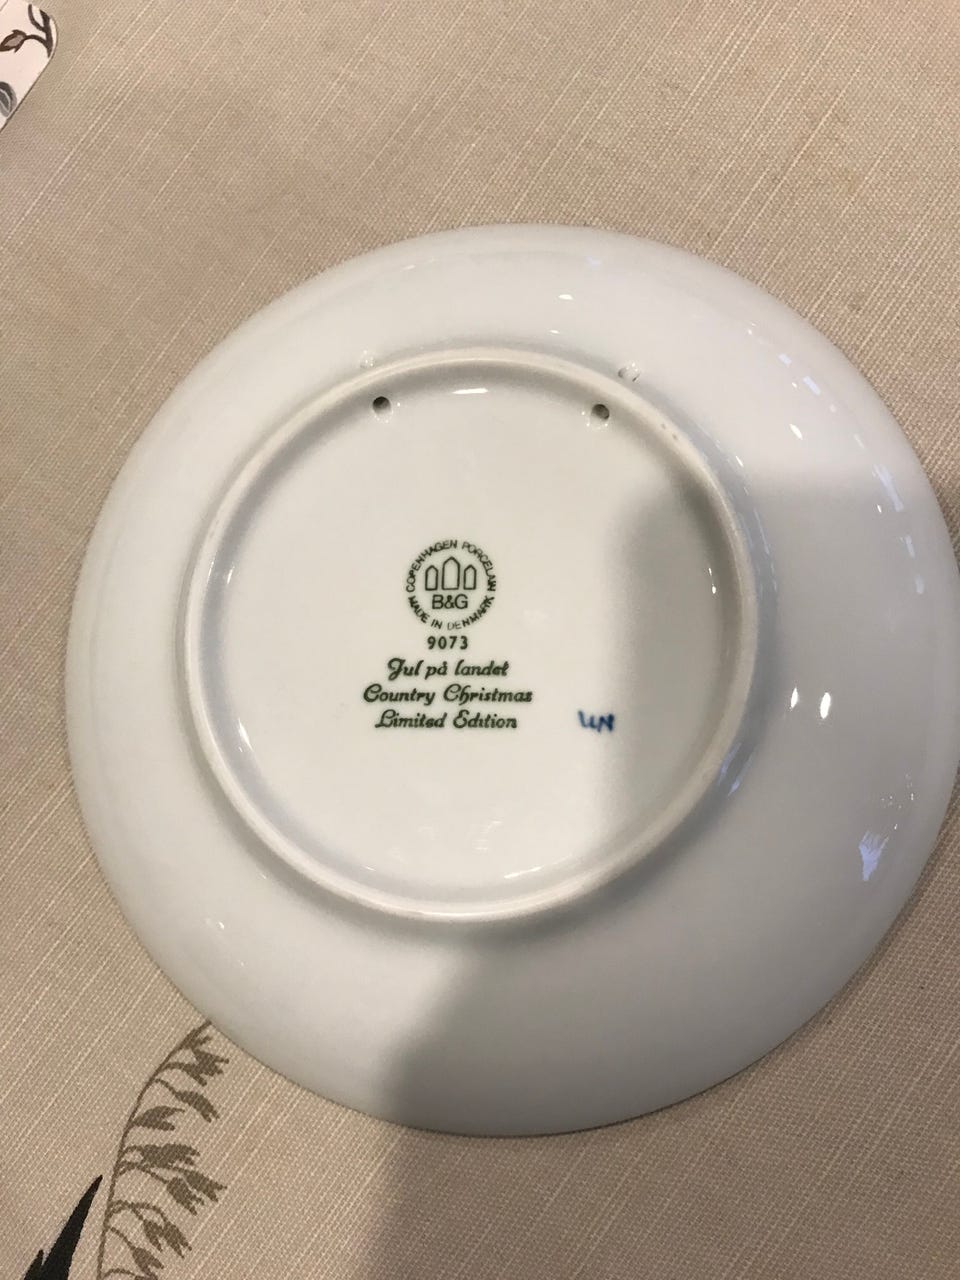 COPENHAGEN PORCELAIN
B&G
MADE IN DENMARK
9073
Jul på landet
Country Christmas
Limited Edition